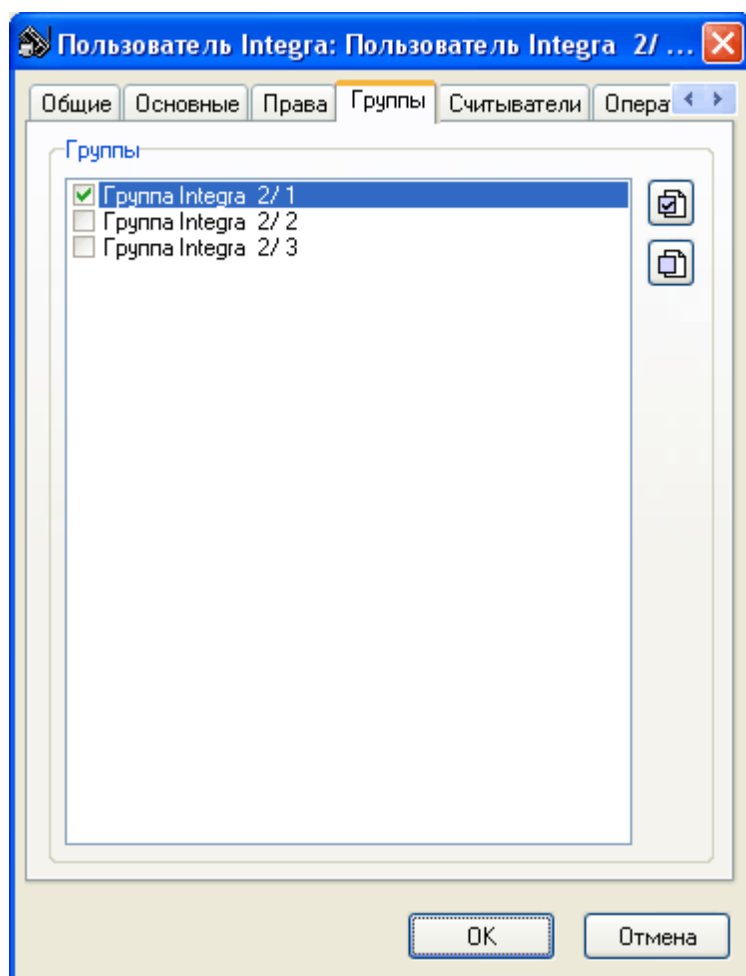 Пользователь Integra: Пользователь Integra 2/ ...
Общие Основные Права Группы Считыватели Опера
Группы
Группа Integra 2/ 1
Группа Integra 2/ 2
Группа Integra 2/ 3
OK Отмена